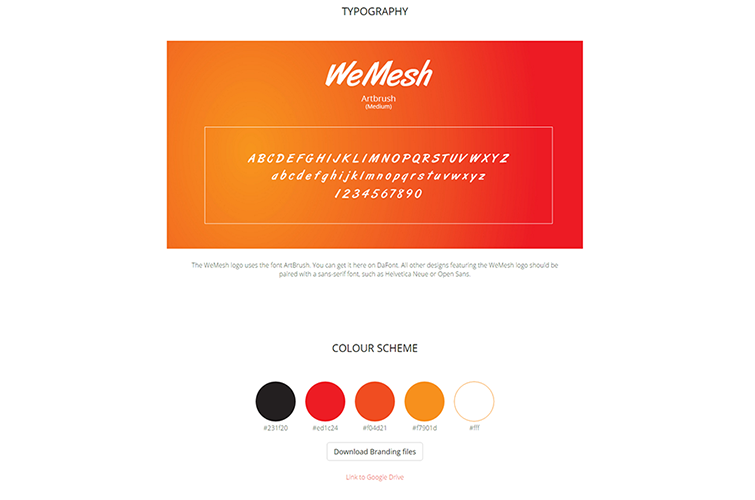 TYPOGRAPHY
WeMesh
Artbrush
(Medium)
ABCDEFGHIJKLMNOPQRSTUVWXYZ
abcdefghijklmnopqrstuvwxyz
1234567890
The WeMesh logo uses the font ArtBrush. You can get it here on DaFont. All other designs featuring the WeMesh logo should be
paired with a sans-serif font, such as Helvetica Neue or Open Sans.
COLOUR SCHEME
#231f20 #ed1c24 #f04d21 #f7901d #fff
Download Branding files
Link to Google Drive